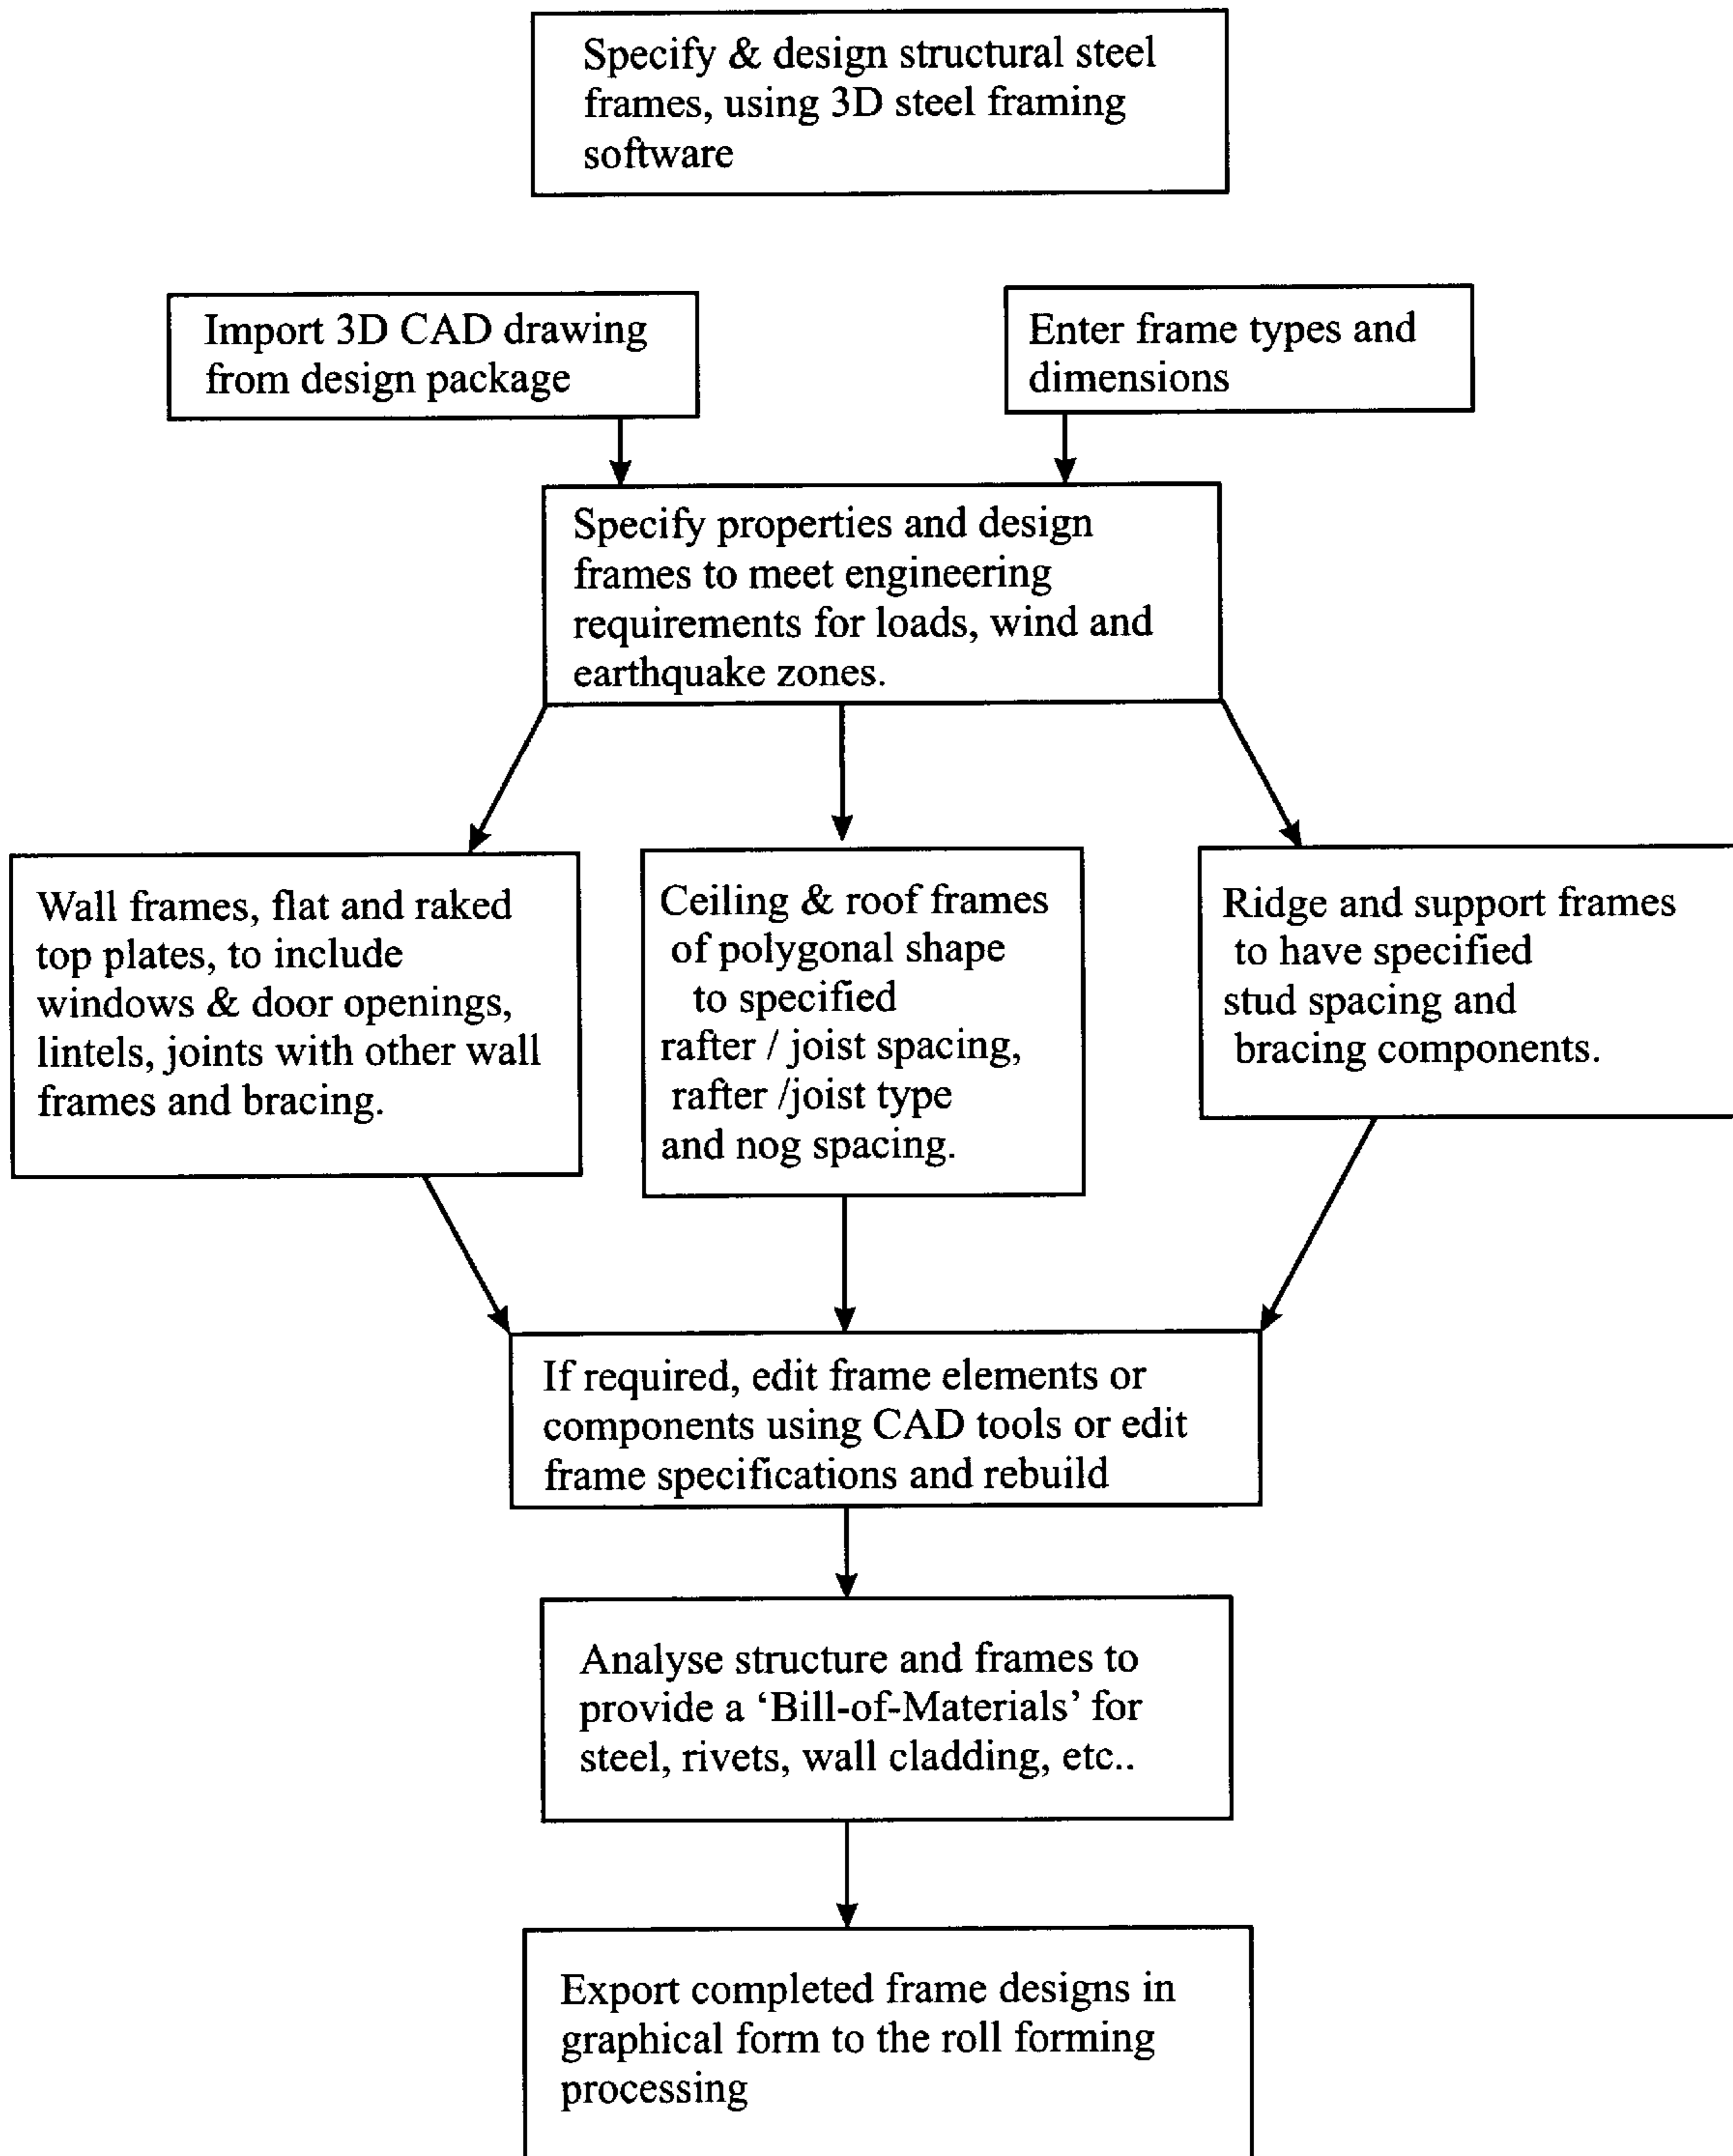 Specify & design structural steel
frames, using 3D steel framing
software
Import 3D CAD drawing
from design package
Enter frame types and
dimensions
Specify properties and design
frames to meet engineering
requirements for loads, wind and
earthquake zones.
Wall frames, flat and raked
top plates, to include
windows & door openings,
lintels, joints with other wall
frames and bracing.
Ceiling & roof frames
of polygonal shape
to specified
rafter / joist spacing,
rafter /joist type
and nog spacing.
Ridge and support frames
to have specified
stud spacing and
bracing components.
If required, edit frame elements or
components using CAD tools or edit
frame specifications and rebuild
Analyse structure and frames to
provide a ‘Bill-of-Materials’ for
steel, rivets, wall cladding, etc..
Export completed frame designs in
graphical form to the roll forming
processing